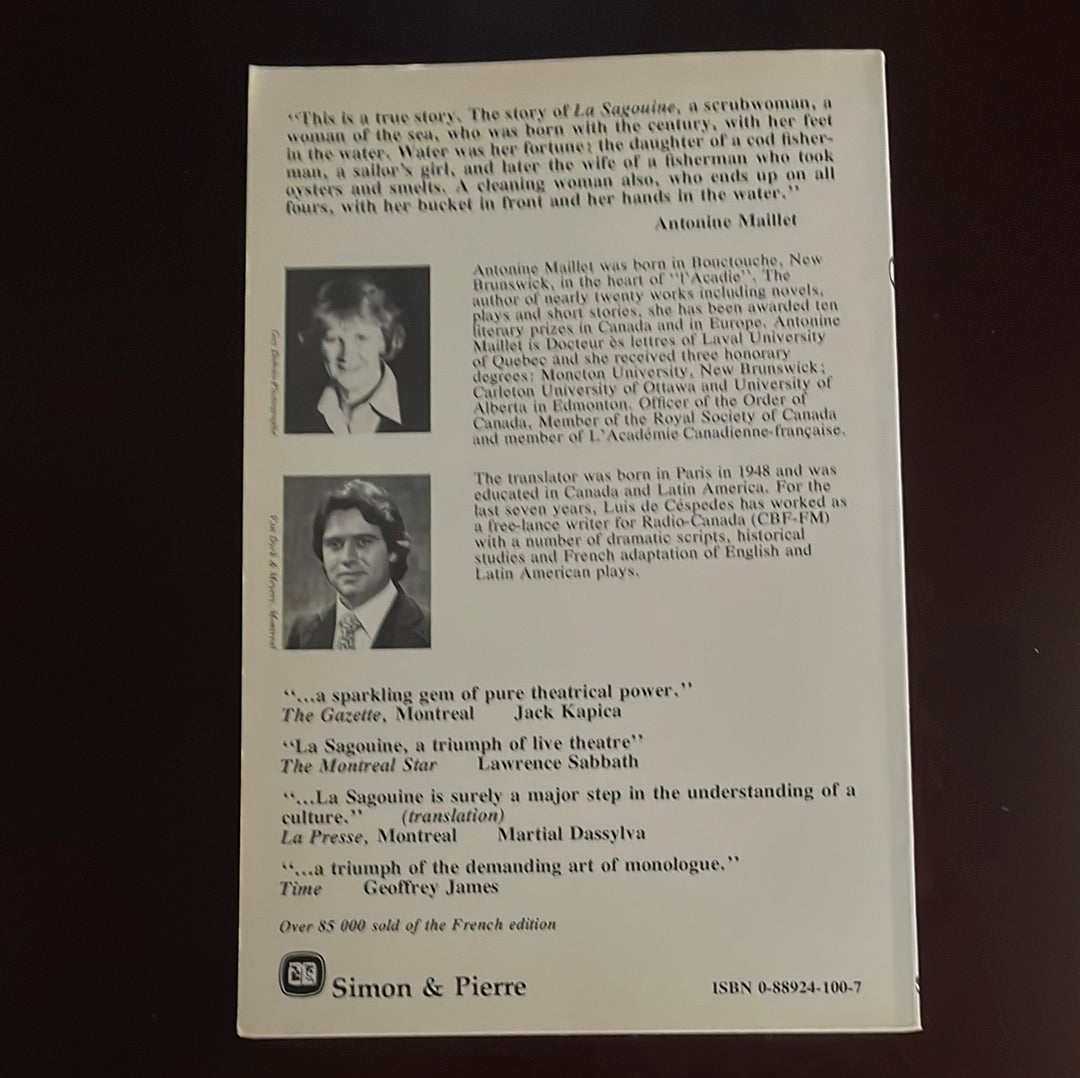 “This is a true story. The story of La Sagouine, a scrubwoman, a
woman of the sea, who was born with the century, with her feet
in the water. Water was her fortune: the daughter of a cod fisher-
man, a sailor's girl, and later the wife of a fisherman who took
oysters and smelts. A cleaning woman also, who ends up on all
fours, with her bucket in front and her hands in the water.”
Antonine Maillet
Antonine Maillet was born in Bouctouche, New
Brunswick, in the heart of “l'Acadie”. The
author of nearly twenty works including novels,
plays and short stories, she has been awarded ten
literary prizes in Canada and in Europe. Antonine
Maillet is Docteur ès lettres of Laval University
of Quebec and she received three honorary
degrees: Moncton University, New Brunswick;
Carleton University of Ottawa and University of
Alberta in Edmonton. Officer of the Order of
Canada, Member of the Royal Society of Canada
and member of L'Académie Canadienne-française.
The translator was born in Paris in 1948 and was
educated in Canada and Latin America. For the
last seven years, Luis de Céspedes has worked as
a free-lance writer for Radio-Canada (CBF-FM)
with a number of dramatic scripts, historical
studies and French adaptation of English and
Latin American plays.
Van Dyck & Meyers, Montreal
“...a sparkling gem of pure theatrical power.”
The Gazette, Montreal Jack Kapica
“La Sagouine, a triumph of live theatre”
The Montreal Star Lawrence Sabbath
“...La Sagouine is surely a major step in the understanding of a
culture.” (translation)
La Presse, Montreal Martial Dassylva
“...a triumph of the demanding art of monologue.”
Time Geoffrey James
Over 85 000 sold of the French edition
Simon & Pierre
ISBN 0-88924-100-7